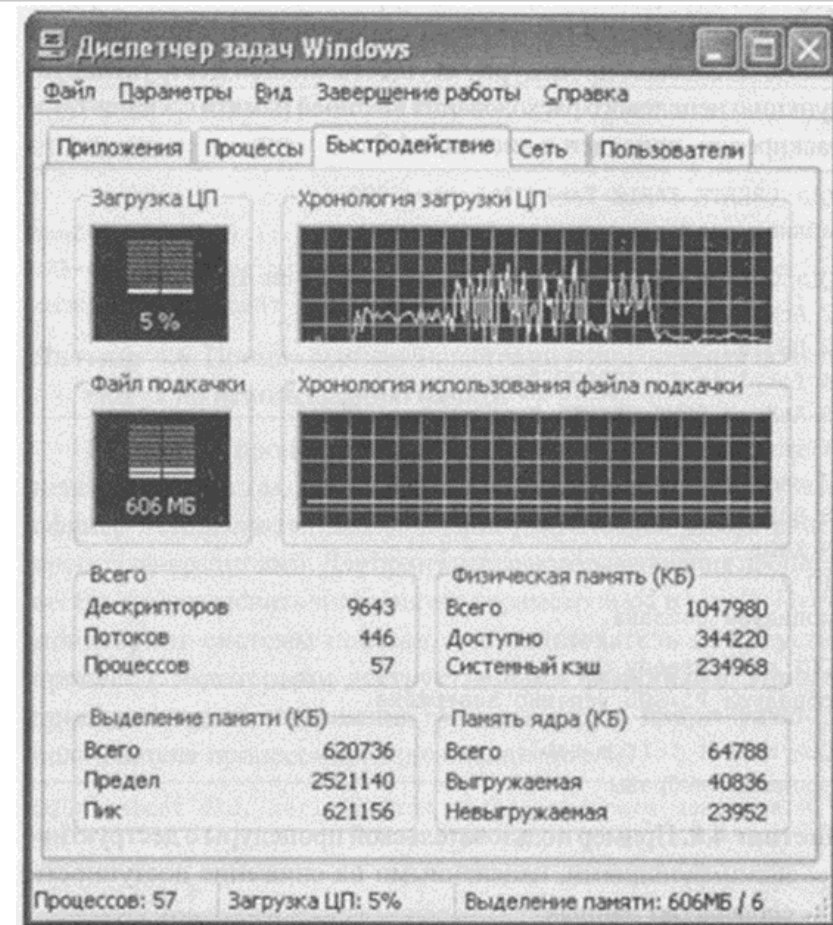 Диспетчер задач Windows
Файл Параметры Вид Завершение работы Справка
Приложения Процессы Быстродействие Сеть Пользователи
Загрузка ЦП Хронология загрузки ЦП
5 %
Файл подкачки Хронология использования файла подкачки
606 МБ
Всего
Дескрипторов 9643
Потоков 446
Процессов 57
Физическая память (КБ)
Всего 1047980
Доступно 344220
Системный кэш 234968
Выделение памяти (КБ)
Всего 620736
Предел 2521140
Пик 621156
Память ядра (КБ)
Всего 64788
Выгружаемая 40836
Невыгружаемая 23952
Процессов: 57 Загрузка ЦП: 5% Выделение памяти: 606МБ / 6